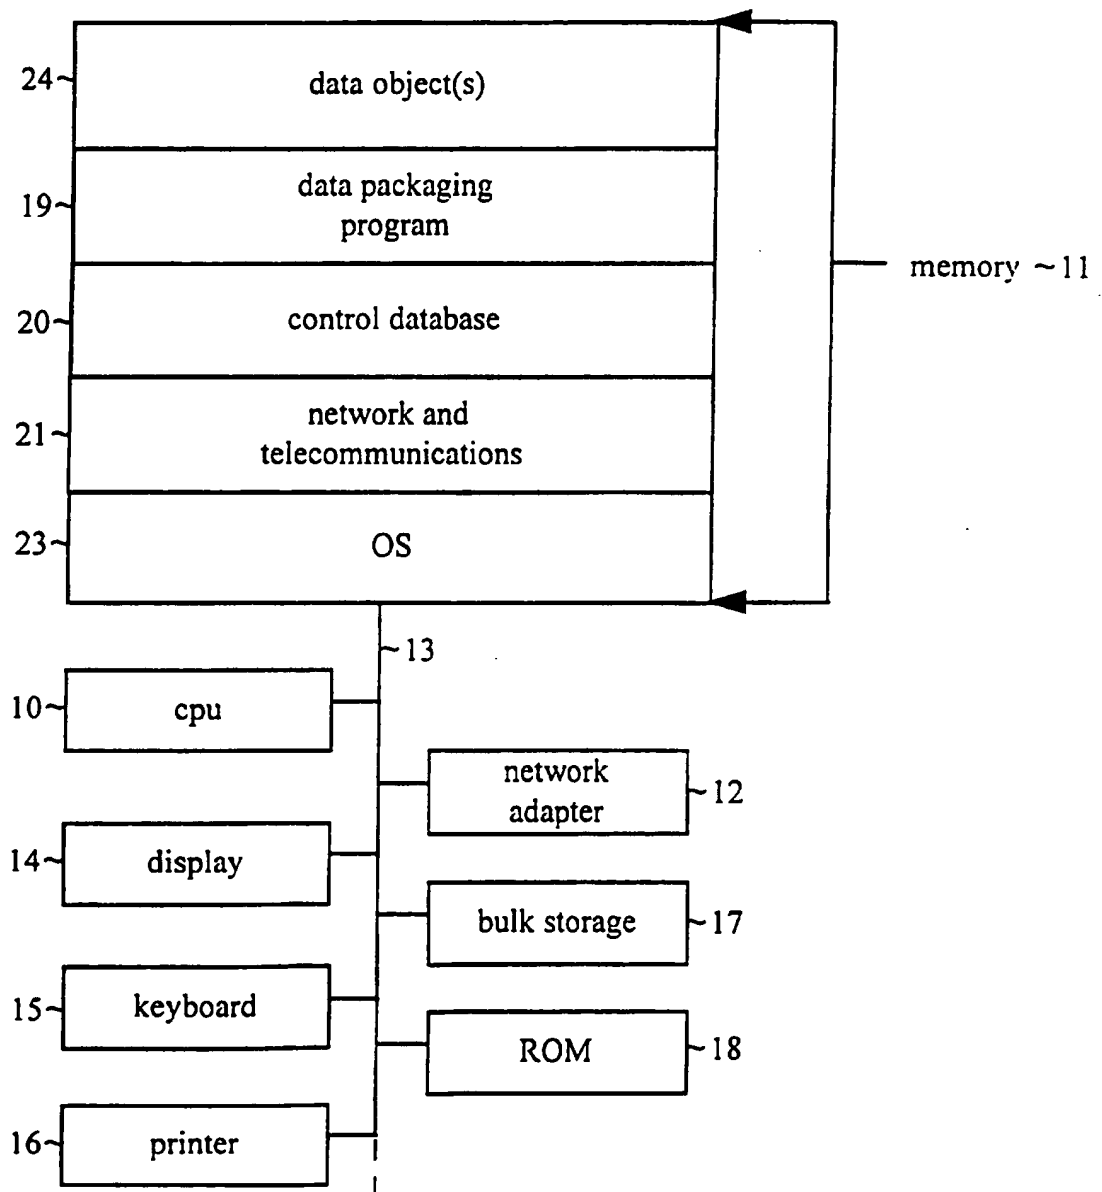 24~ data object(s)
19~ data packaging
program
memory ~11
20~ control database
21~ network and
telecommunications
23~ OS
~13
10~ cpu
network
adapter ~12
14~ display
bulk storage ~17
15~ keyboard
ROM ~18
16~ printer